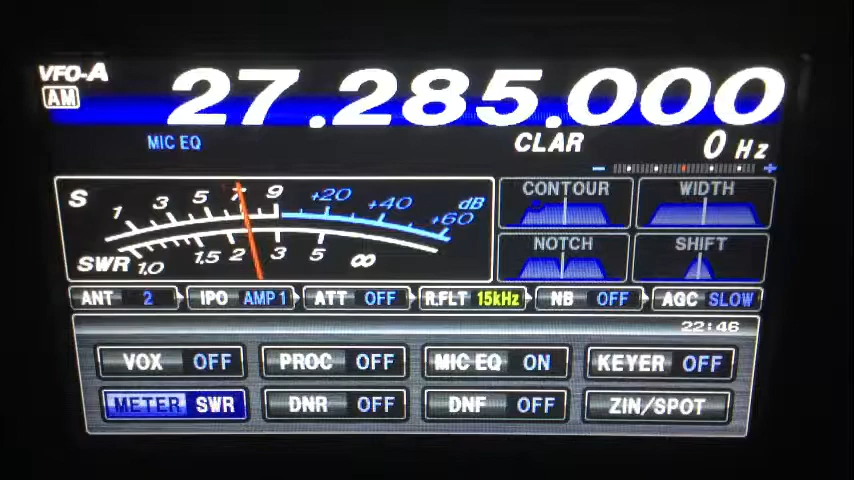 VFO-A
27.285.000
AM
MIC EQ
CLAR 0 Hz
− +
S 1 3 5 7 9 +20 +40 +60 dB
SWR 1.0 1.5 2 3 5 ∞
CONTOUR WIDTH
NOTCH SHIFT
ANT 2 IPO AMP 1 ATT OFF R.FLT 15kHz NB OFF AGC SLOW
22:46
VOX OFF PROC OFF MIC EQ ON KEYER OFF
METER SWR DNR OFF DNF OFF ZIN/SPOT